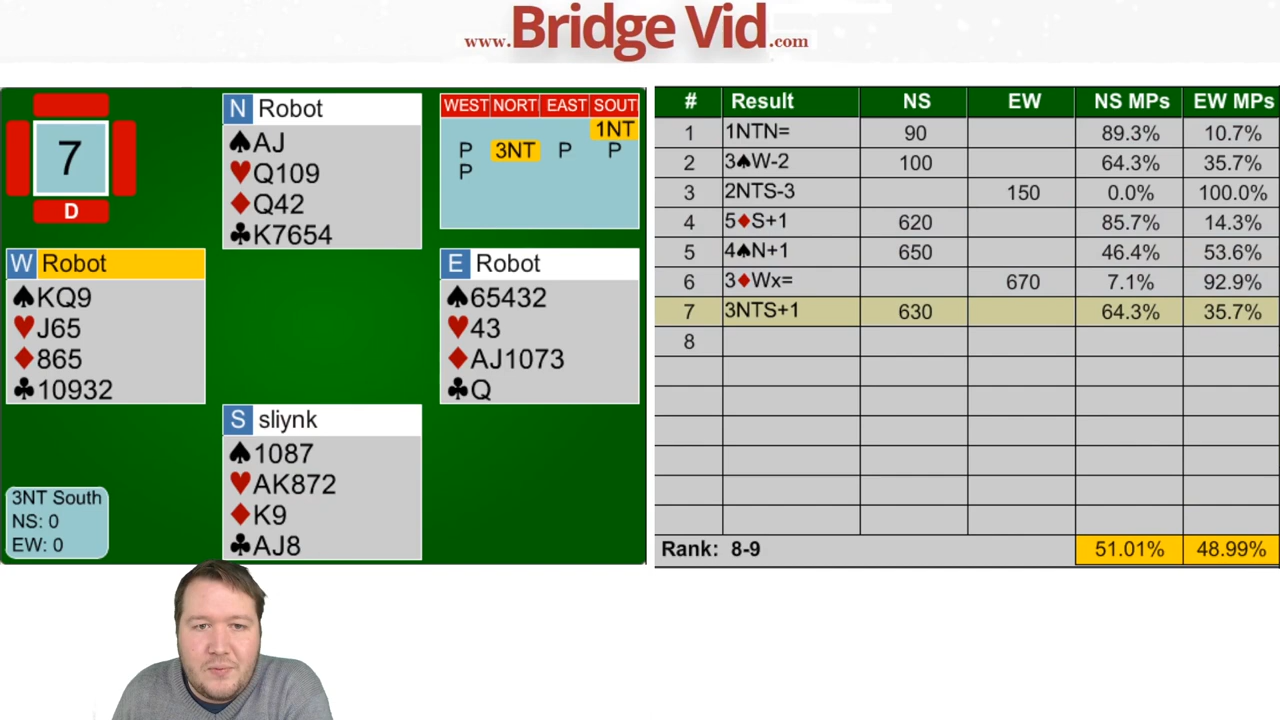 www.Bridge Vid.com
7
D
N Robot
♠AJ
♥Q109
♦Q42
♣K7654
WEST NORT EAST SOUT
1NT
P 3NT P P
P
W Robot
♠KQ9
♥J65
♦865
♣10932
E Robot
♠65432
♥43
♦AJ1073
♣Q
S sliynk
♠1087
♥AK872
♦K9
♣AJ8
3NT South
NS: 0
EW: 0
# Result NS EW NS MPs EW MPs
1 1NTN= 90 89.3% 10.7%
2 3♠W-2 100 64.3% 35.7%
3 2NTS-3 150 0.0% 100.0%
4 5♦S+1 620 85.7% 14.3%
5 4♠N+1 650 46.4% 53.6%
6 3♦Wx= 670 7.1% 92.9%
7 3NTS+1 630 64.3% 35.7%
8
Rank: 8-9 51.01% 48.99%